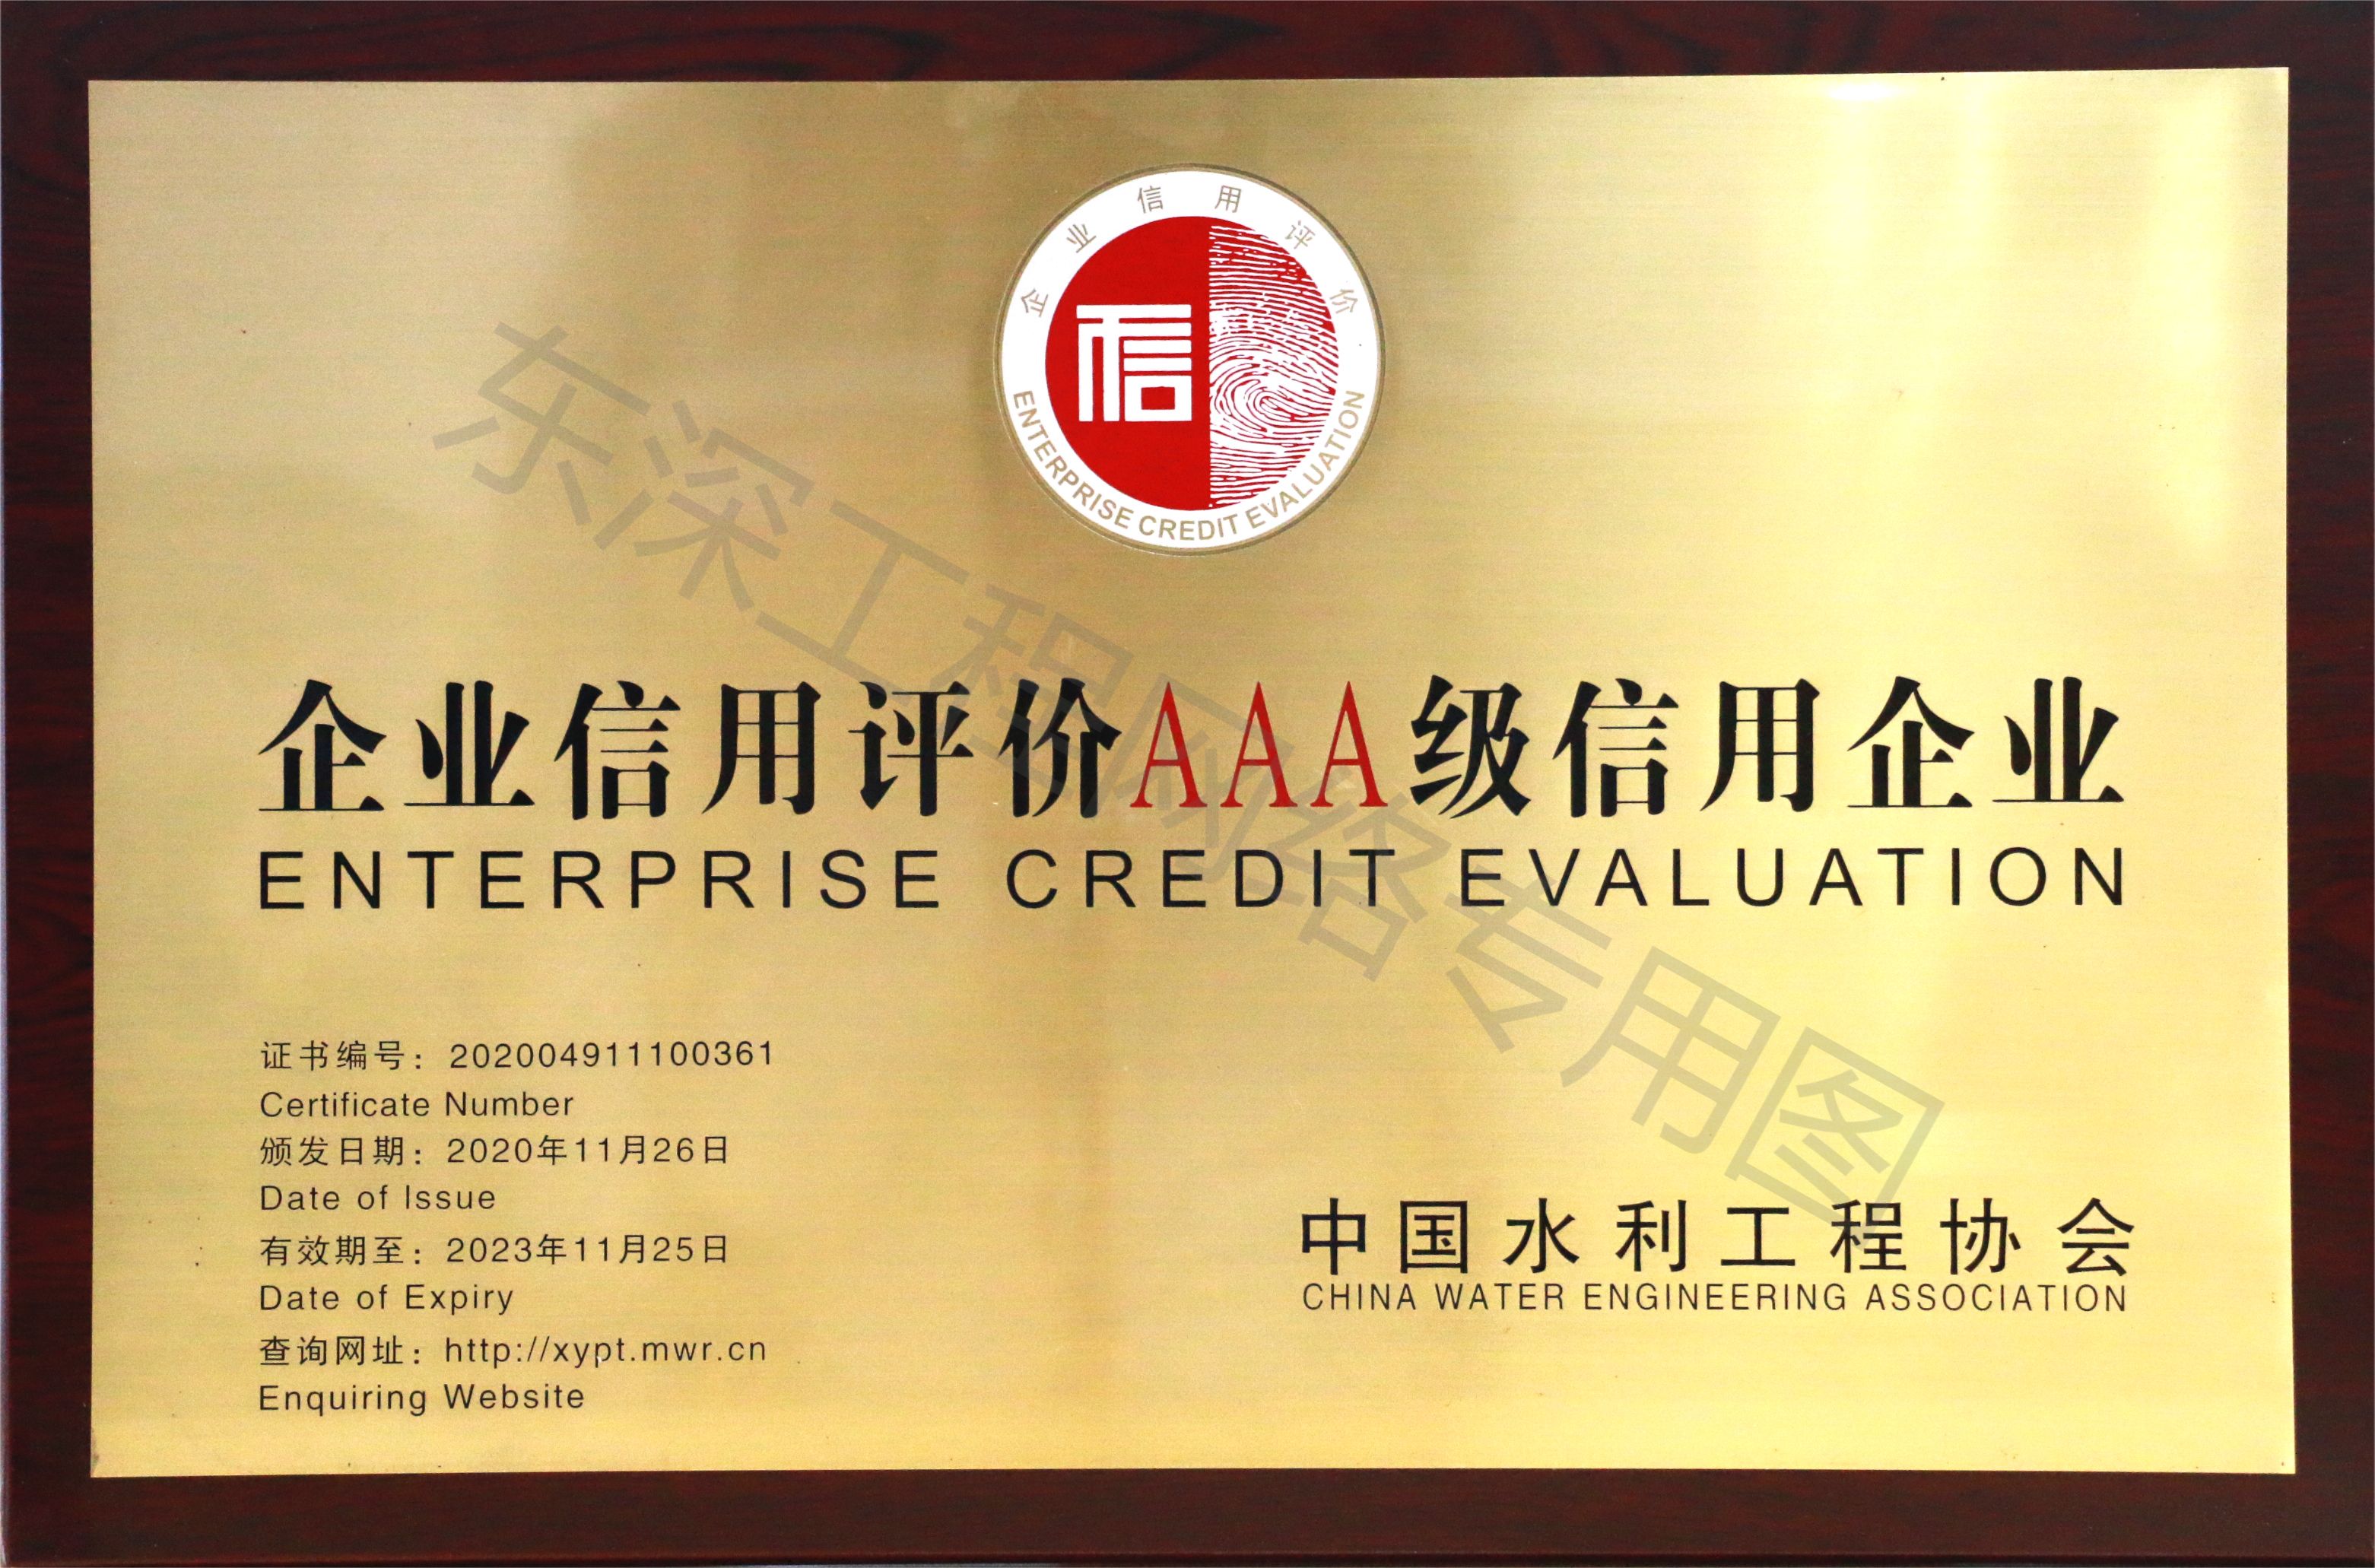 企业信用评价
信
ENTERPRISE CREDIT EVALUATION
企业信用评价AAA级信用企业
ENTERPRISE CREDIT EVALUATION
证书编号：202004911100361
Certificate Number
颁发日期：2020年11月26日
Date of Issue
有效期至：2023年11月25日
Date of Expiry
查询网址：http://xypt.mwr.cn
Enquiring Website
中国水利工程协会
CHINA WATER ENGINEERING ASSOCIATION
东深工程网络专用图